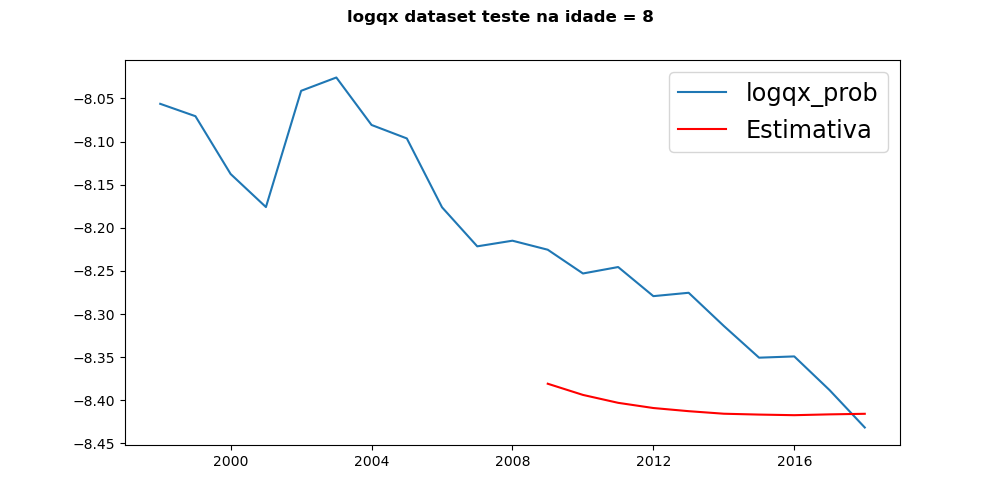 logqx dataset teste na idade = 8
logqx_prob
Estimativa
−8.05
−8.10
−8.15
−8.20
−8.25
−8.30
−8.35
−8.40
−8.45
2000 2004 2008 2012 2016